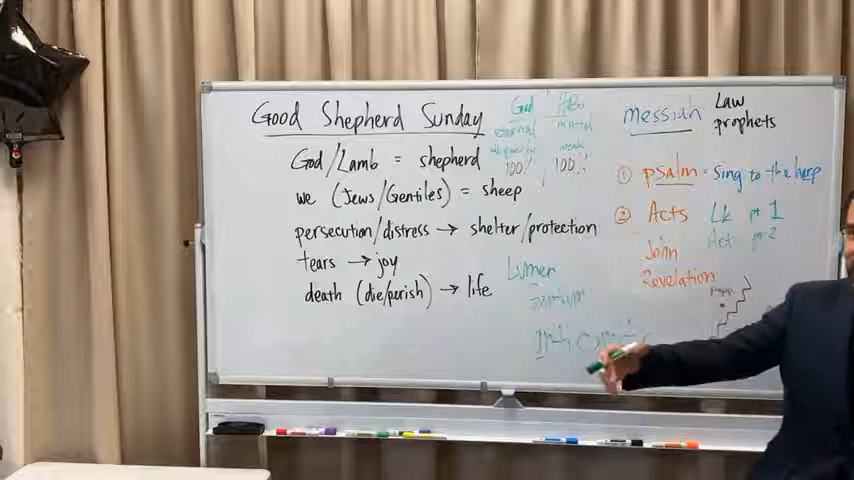 Good Shepherd Sunday
God/Lamb = shepherd
we (Jews/Gentiles) = sheep
persecution/distress → shelter/protection
tears → joy
death (die/perish) → life
God
eternal
100%
100%
Lumen
messiah
Law
prophets
① psalm = Sing to the harp
② Acts Lk pt 1
Act pt 2
John
Revelation